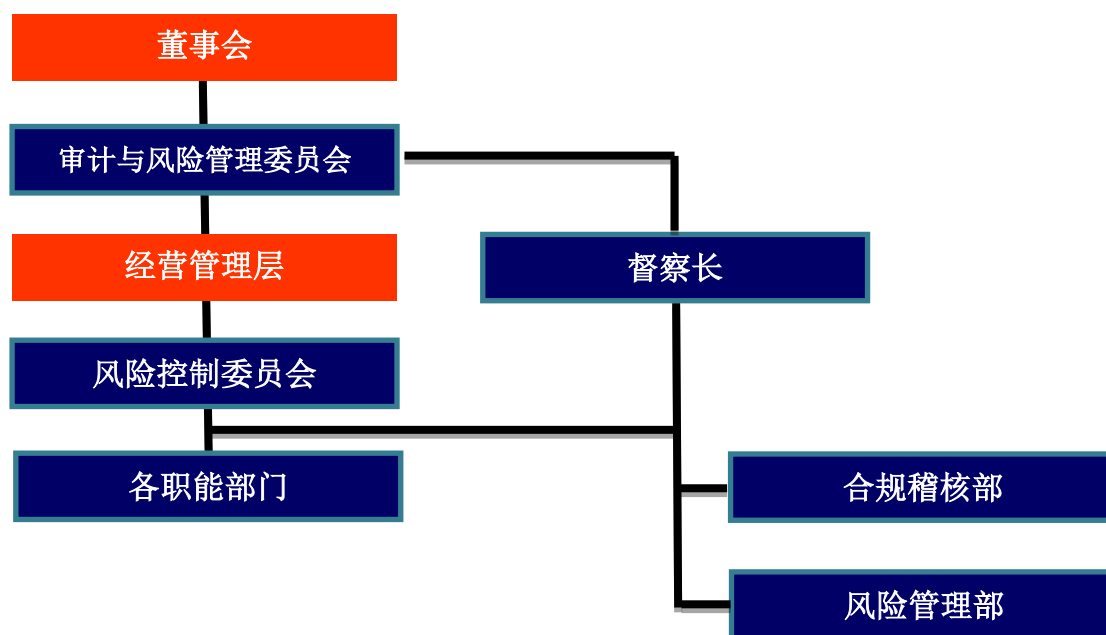 董事会
审计与风险管理委员会
经营管理层
督察长
风险控制委员会
各职能部门
合规稽核部
风险管理部